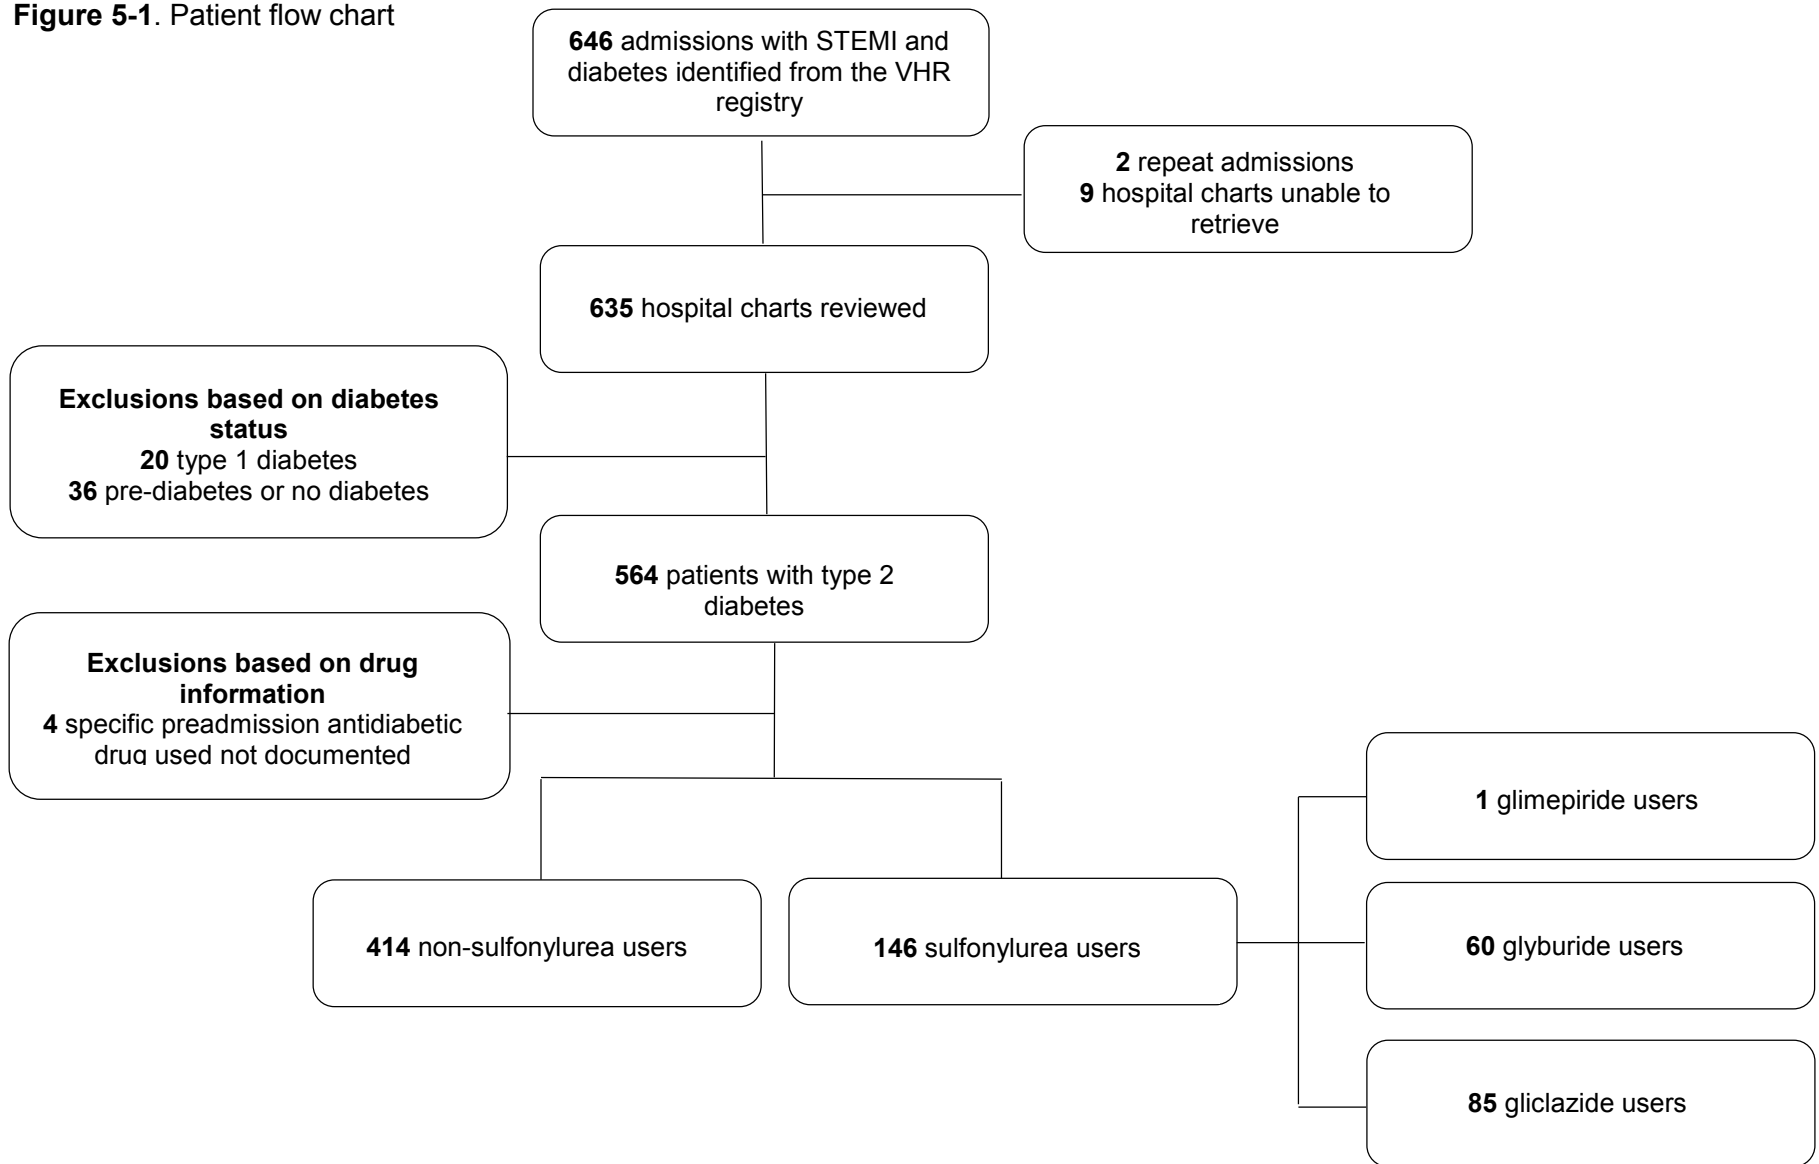 Figure 5-1. Patient flow chart
646 admissions with STEMI and
diabetes identified from the VHR
registry
2 repeat admissions
9 hospital charts unable to
retrieve
635 hospital charts reviewed
Exclusions based on diabetes
status
20 type 1 diabetes
36 pre-diabetes or no diabetes
564 patients with type 2
diabetes
Exclusions based on drug
information
4 specific preadmission antidiabetic
drug used not documented
1 glimepiride users
414 non-sulfonylurea users
146 sulfonylurea users
60 glyburide users
85 gliclazide users